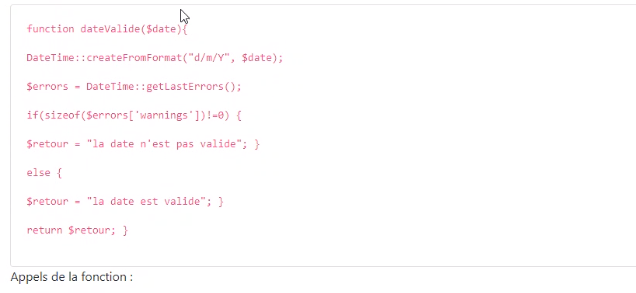 function dateValide($date){
DateTime::createFromFormat("d/m/Y", $date);
$errors = DateTime::getLastErrors();
if(sizeof($errors['warnings'])!=0) {
$retour = "la date n'est pas valide"; }
else {
$retour = "la date est valide"; }
return $retour; }
Appels de la fonction :